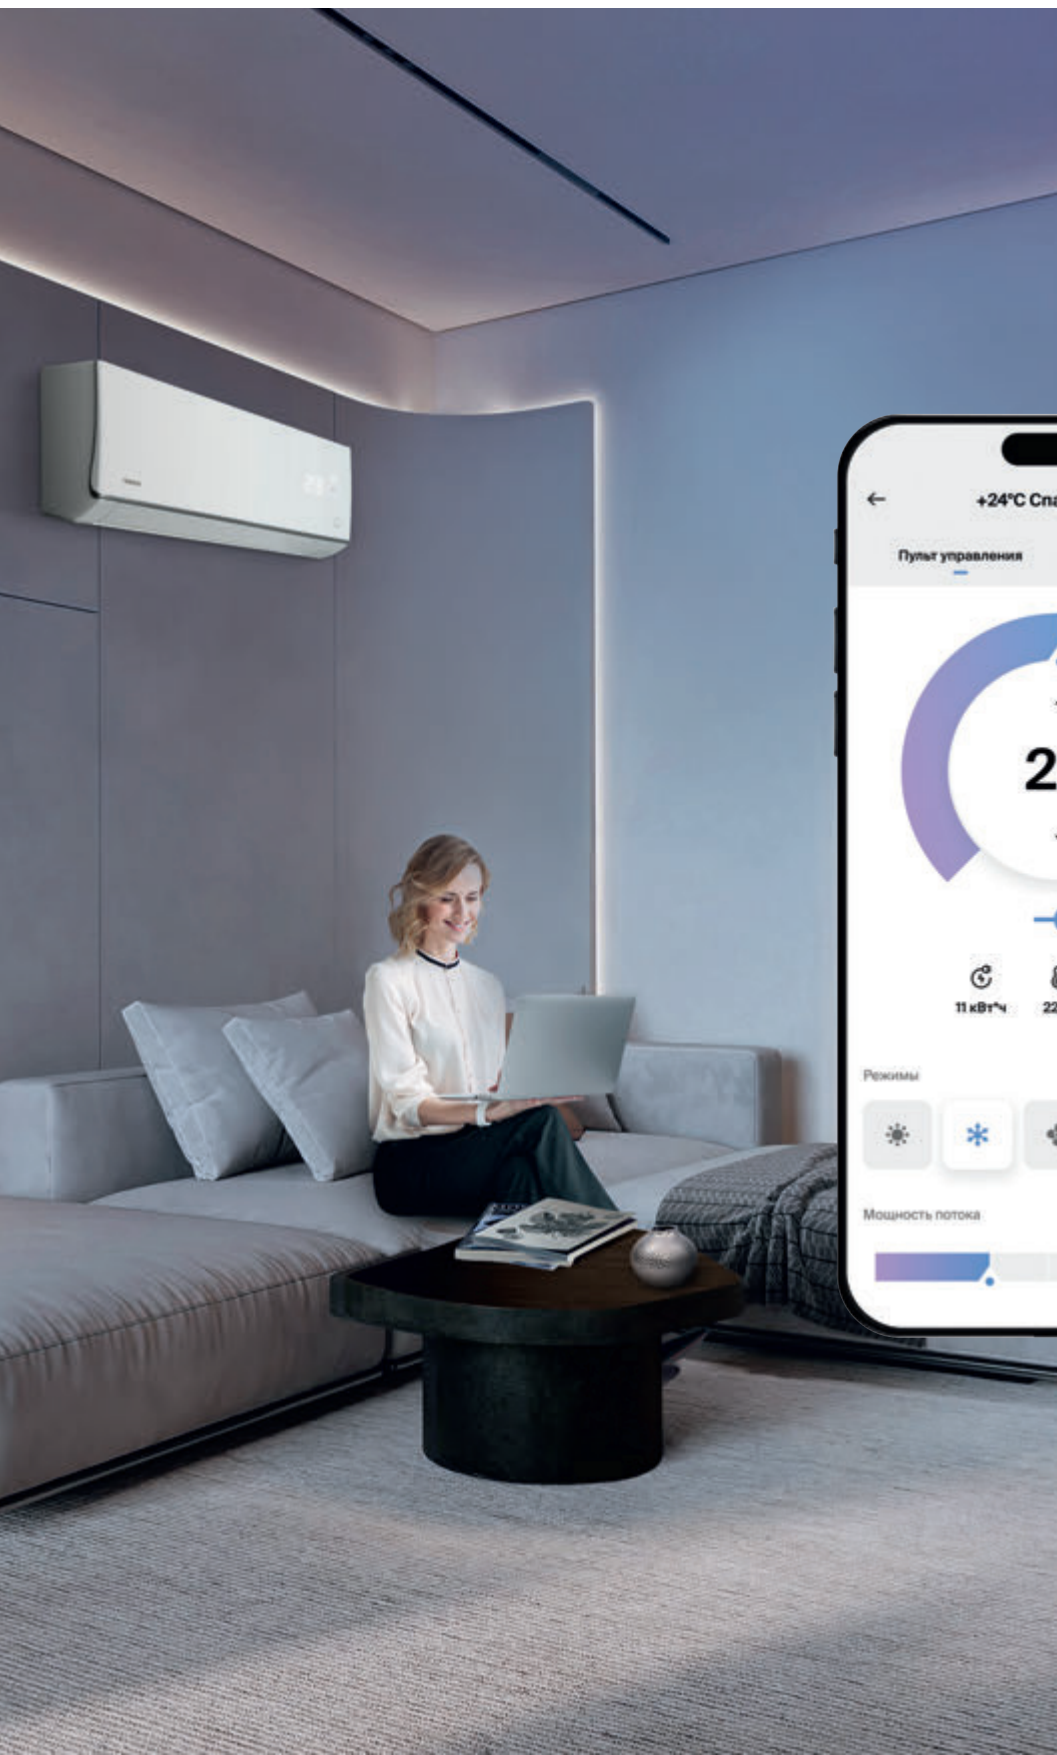 +24°C Спа
Пульт управления
2
11 кВт*ч
22
Режимы
Мощность потока